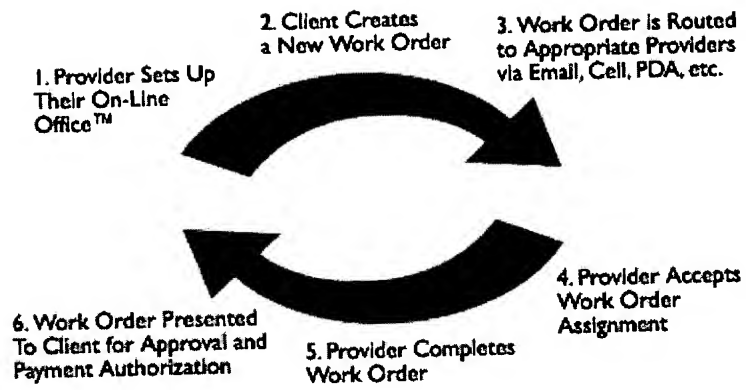 1. Provider Sets Up
Their On-Line
Office™
2. Client Creates
a New Work Order
3. Work Order is Routed
to Appropriate Providers
via Email, Cell, PDA, etc.
4. Provider Accepts
Work Order
Assignment
5. Provider Completes
Work Order
6. Work Order Presented
To Client for Approval and
Payment Authorization